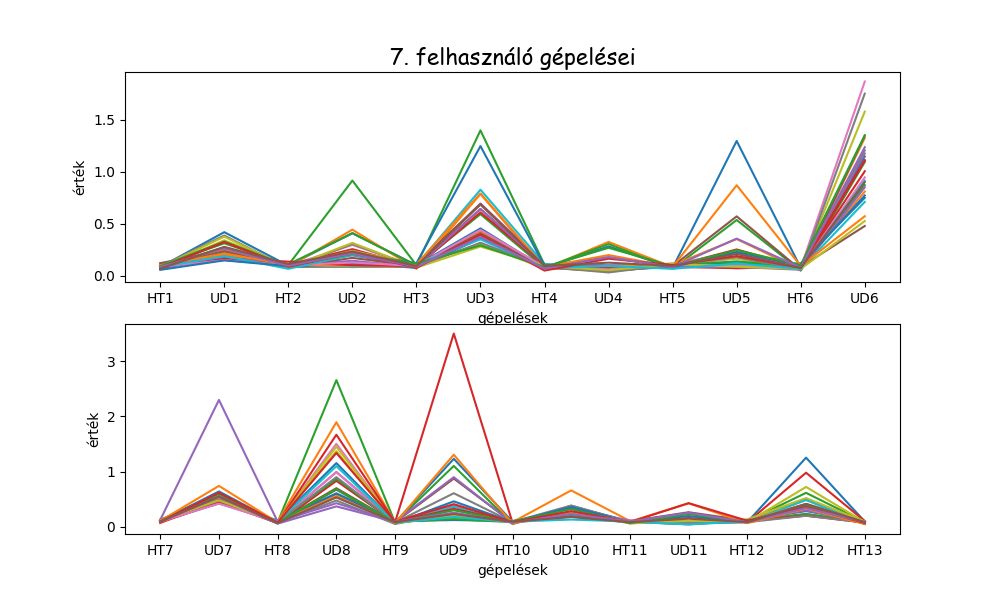 7. felhasználó gépelései
érték
1.5
1.0
0.5
0.0
HT1 UD1 HT2 UD2 HT3 UD3 HT4 UD4 HT5 UD5 HT6 UD6
gépelések
érték
3
2
1
0
HT7 UD7 HT8 UD8 HT9 UD9 HT10 UD10 HT11 UD11 HT12 UD12 HT13
gépelések